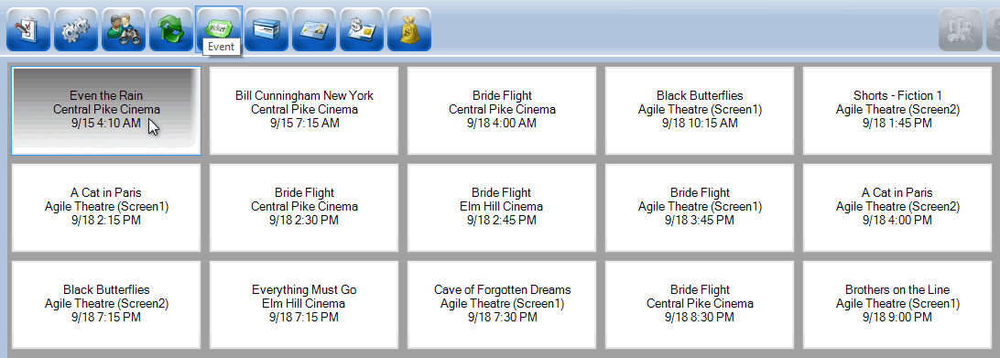 ticket
Event
Even the Rain
Central Pike Cinema
9/15 4:10 AM
Bill Cunningham New York
Central Pike Cinema
9/15 7:15 AM
Bride Flight
Central Pike Cinema
9/18 4:00 AM
Black Butterflies
Agile Theatre (Screen1)
9/18 10:15 AM
Shorts - Fiction 1
Agile Theatre (Screen2)
9/18 1:45 PM
A Cat in Paris
Agile Theatre (Screen1)
9/18 2:15 PM
Bride Flight
Central Pike Cinema
9/18 2:30 PM
Bride Flight
Elm Hill Cinema
9/18 2:45 PM
Bride Flight
Agile Theatre (Screen1)
9/18 3:45 PM
A Cat in Paris
Agile Theatre (Screen2)
9/18 4:00 PM
Black Butterflies
Agile Theatre (Screen2)
9/18 7:15 PM
Everything Must Go
Elm Hill Cinema
9/18 7:15 PM
Cave of Forgotten Dreams
Agile Theatre (Screen1)
9/18 7:30 PM
Bride Flight
Central Pike Cinema
9/18 8:30 PM
Brothers on the Line
Agile Theatre (Screen1)
9/18 9:00 PM